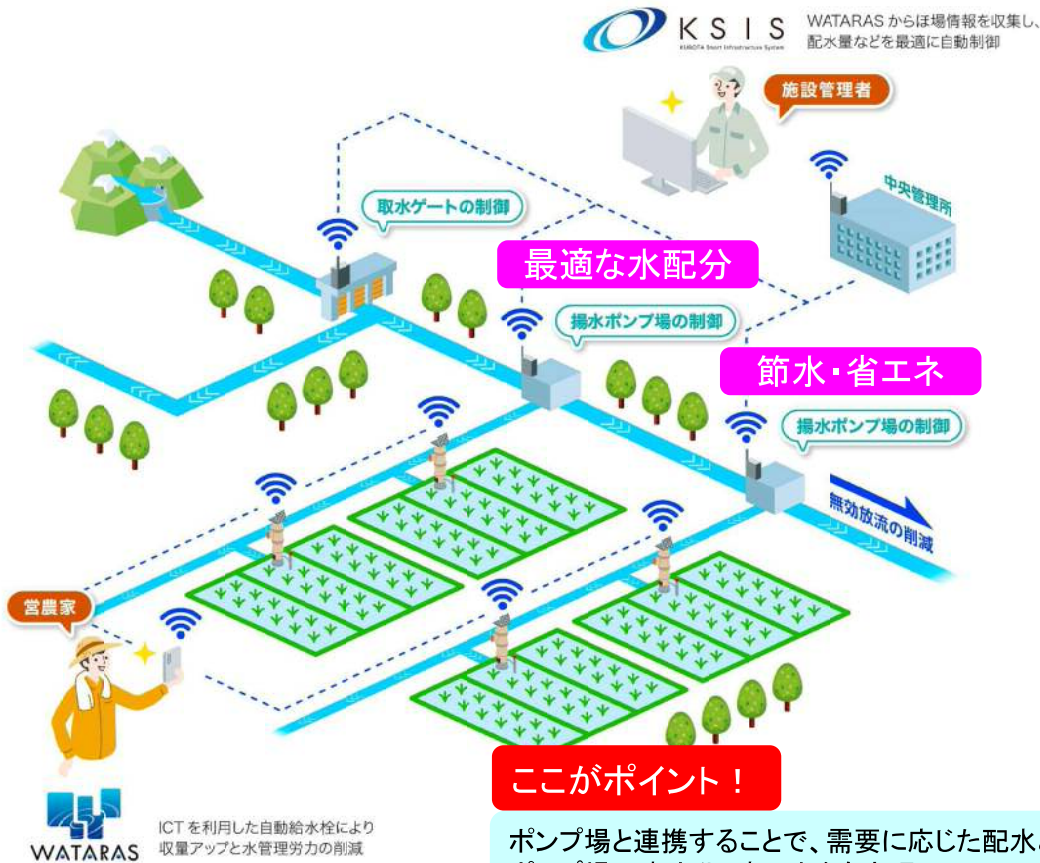 KSIS
KUBOTA Smart Infrastructure System
WATARAS からほ場情報を収集し、
配水量などを最適に自動制御
施設管理者
中央管理所
取水ゲートの制御
最適な水配分
揚水ポンプ場の制御
節水・省エネ
揚水ポンプ場の制御
無効放流の削減
営農家
ここがポイント！
WATARAS
ICT を利用した自動給水栓により
収量アップと水管理労力の削減
ポンプ場と連携することで、需要に応じた配水